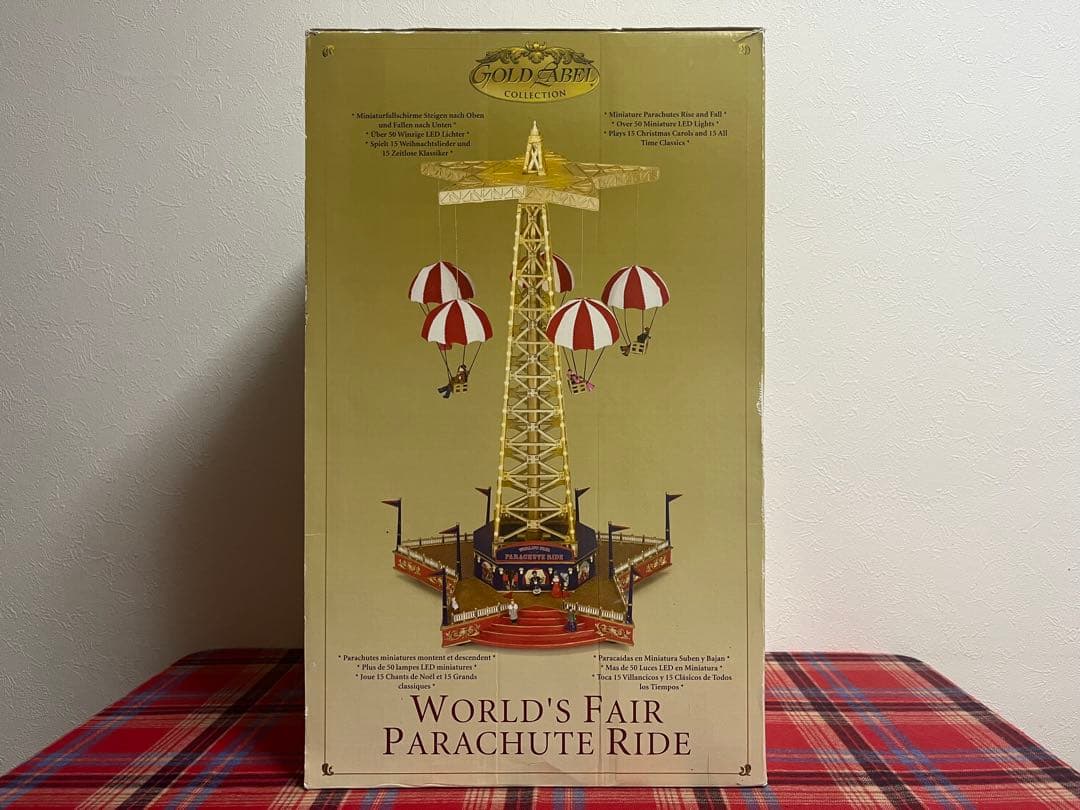 GOLD LABEL
COLLECTION
* Miniaturfallschirme Steigen nach Oben
und Fallen nach Unten *
* Über 50 Winzige LED Lichter *
* Spielt 15 Weihnachtslieder und
15 Zeitlose Klassiker *
* Miniature Parachutes Rise and Fall *
* Over 50 Miniature LED Lights *
* Plays 15 Christmas Carols and 15 All
Time Classics *
WORLD'S FAIR
PARACHUTE RIDE
* Parachutes miniatures montent et descendent *
* Plus de 50 lampes LED miniatures *
* Joue 15 Chants de Noël et 15 Grands
classiques *
* Paracaidas en Miniatura Suben y Bajan *
* Mas de 50 Luces LED en Miniatura *
* Toca 15 Villancicos y 15 Clásicos de Todos
los Tiempos *
WORLD'S FAIR
PARACHUTE RIDE